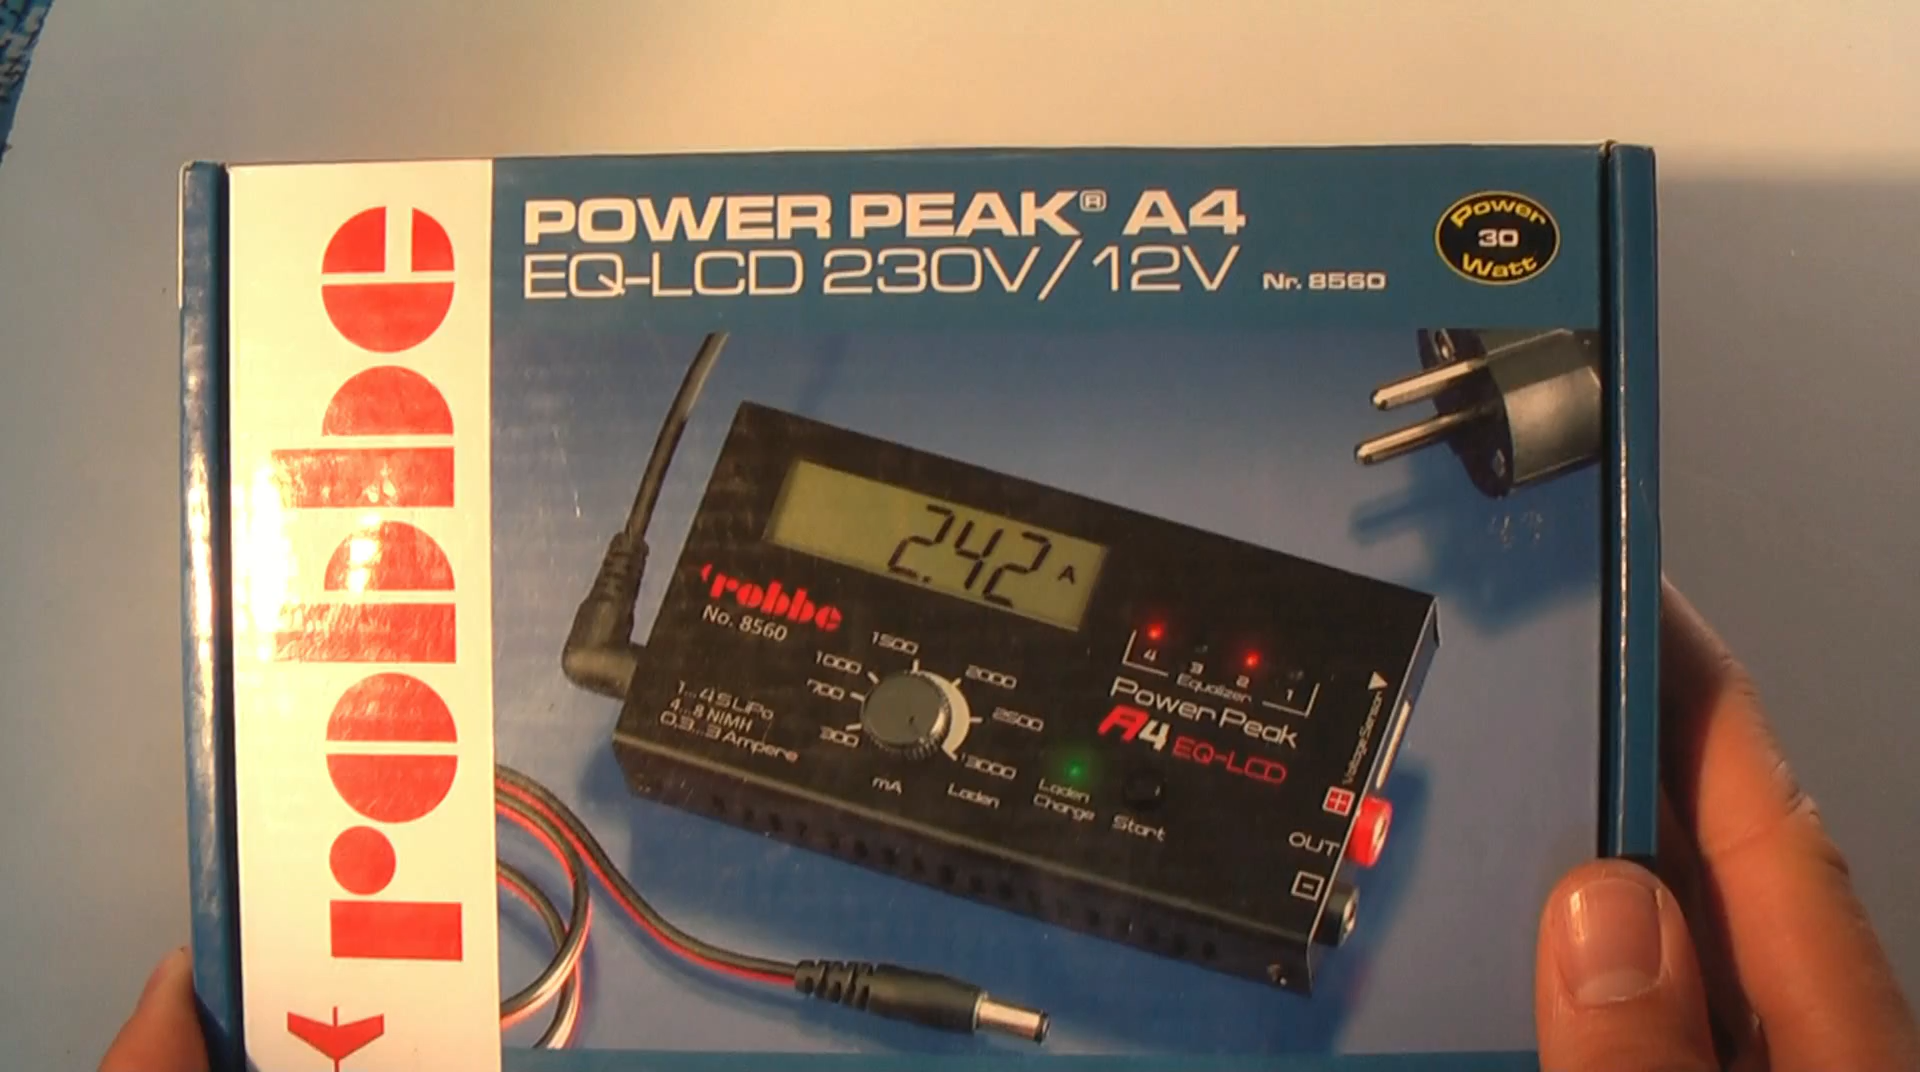 robbe
POWER PEAK® A4
EQ-LCD 230V/12V Nr. 8560
Power
30
Watt
2.42 A
robbe
No. 8560
1...4S LiPo
4...8 NiMH
0,3...3 Ampere
300
700
1000
1500
2000
2500
3000
mA
Laden
4 3 2 1
Equalizer
Power Peak
A4 EQ-LCD
Laden
Charge
Start
Voltage Sensor
+
OUT
-